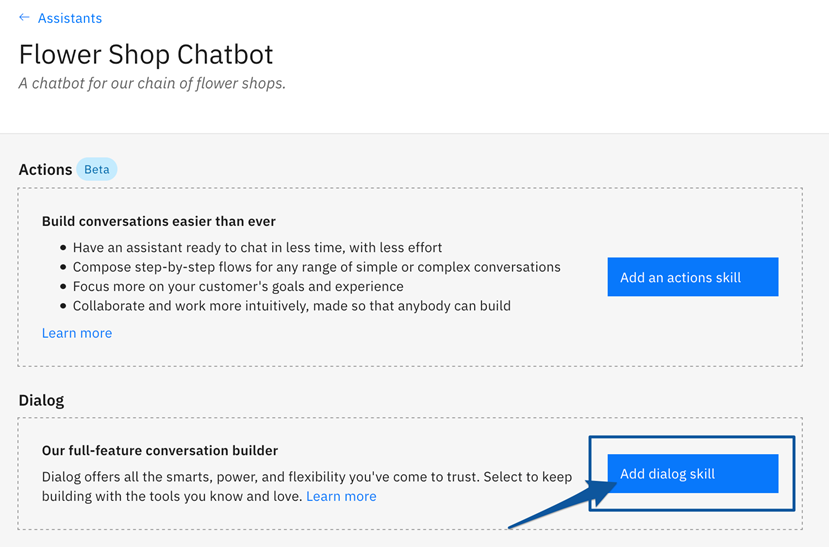 ← Assistants
Flower Shop Chatbot
A chatbot for our chain of flower shops.
Actions Beta
Build conversations easier than ever
• Have an assistant ready to chat in less time, with less effort
• Compose step-by-step flows for any range of simple or complex conversations
• Focus more on your customer's goals and experience
• Collaborate and work more intuitively, made so that anybody can build
Learn more
Add an actions skill
Dialog
Our full-feature conversation builder
Dialog offers all the smarts, power, and flexibility you've come to trust. Select to keep
building with the tools you know and love. Learn more
Add dialog skill